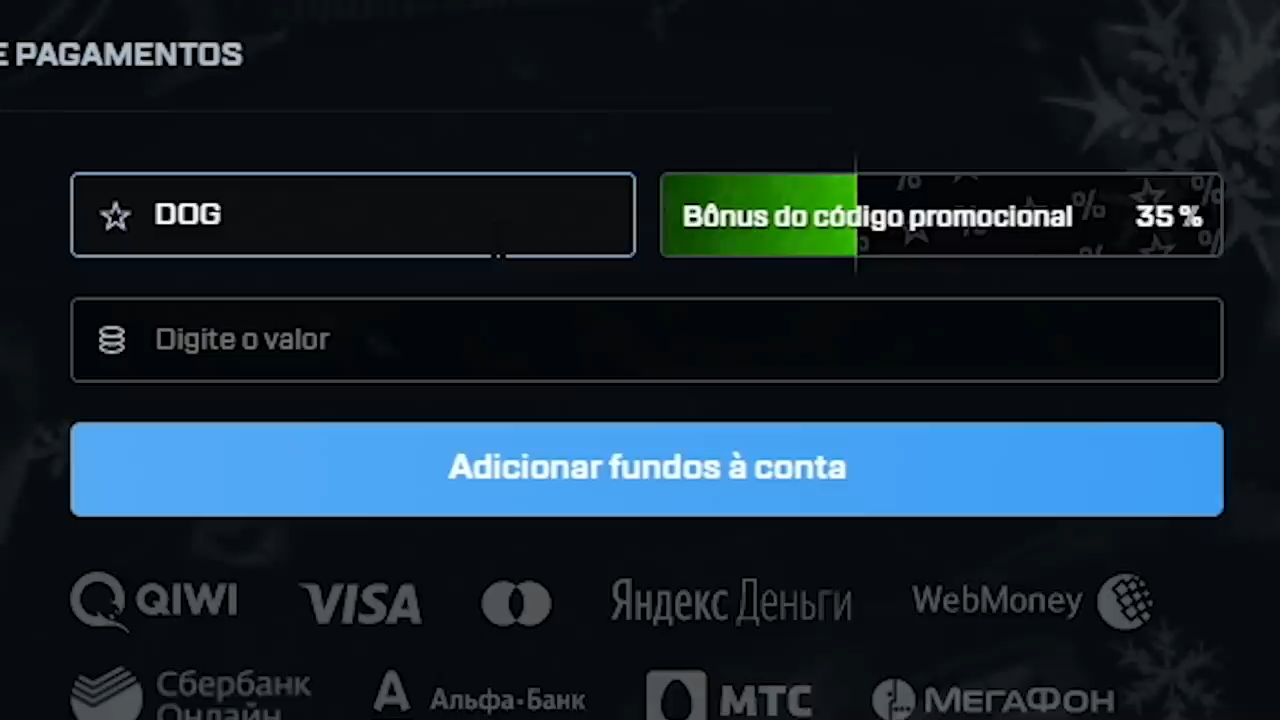 E PAGAMENTOS
DOG
Bônus do código promocional 35 %
Digite o valor
Adicionar fundos à conta
QIWI VISA Яндекс Деньги WebMoney
Сбербанк
Онлайн
Альфа-Банк МТС МЕГАФОН